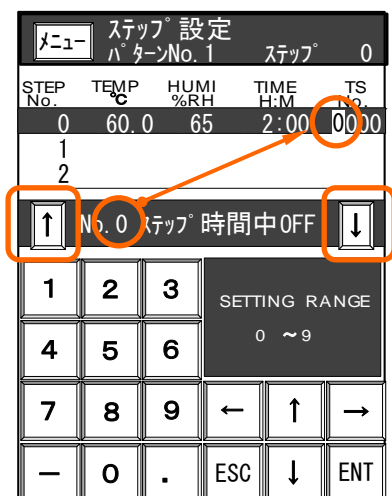 メニュー ステップ設定
パターンNo. 1 ステップ 0
STEP No. TEMP ℃ HUMI %RH TIME H:M TS No.
0 60.0 65 2:00 0000
1
2
↑ No.0 ステップ時間中OFF ↓
1 2 3 SETTING RANGE
4 5 6 0 ~9
7 8 9 ← ↑ →
- 0 . ESC ↓ ENT